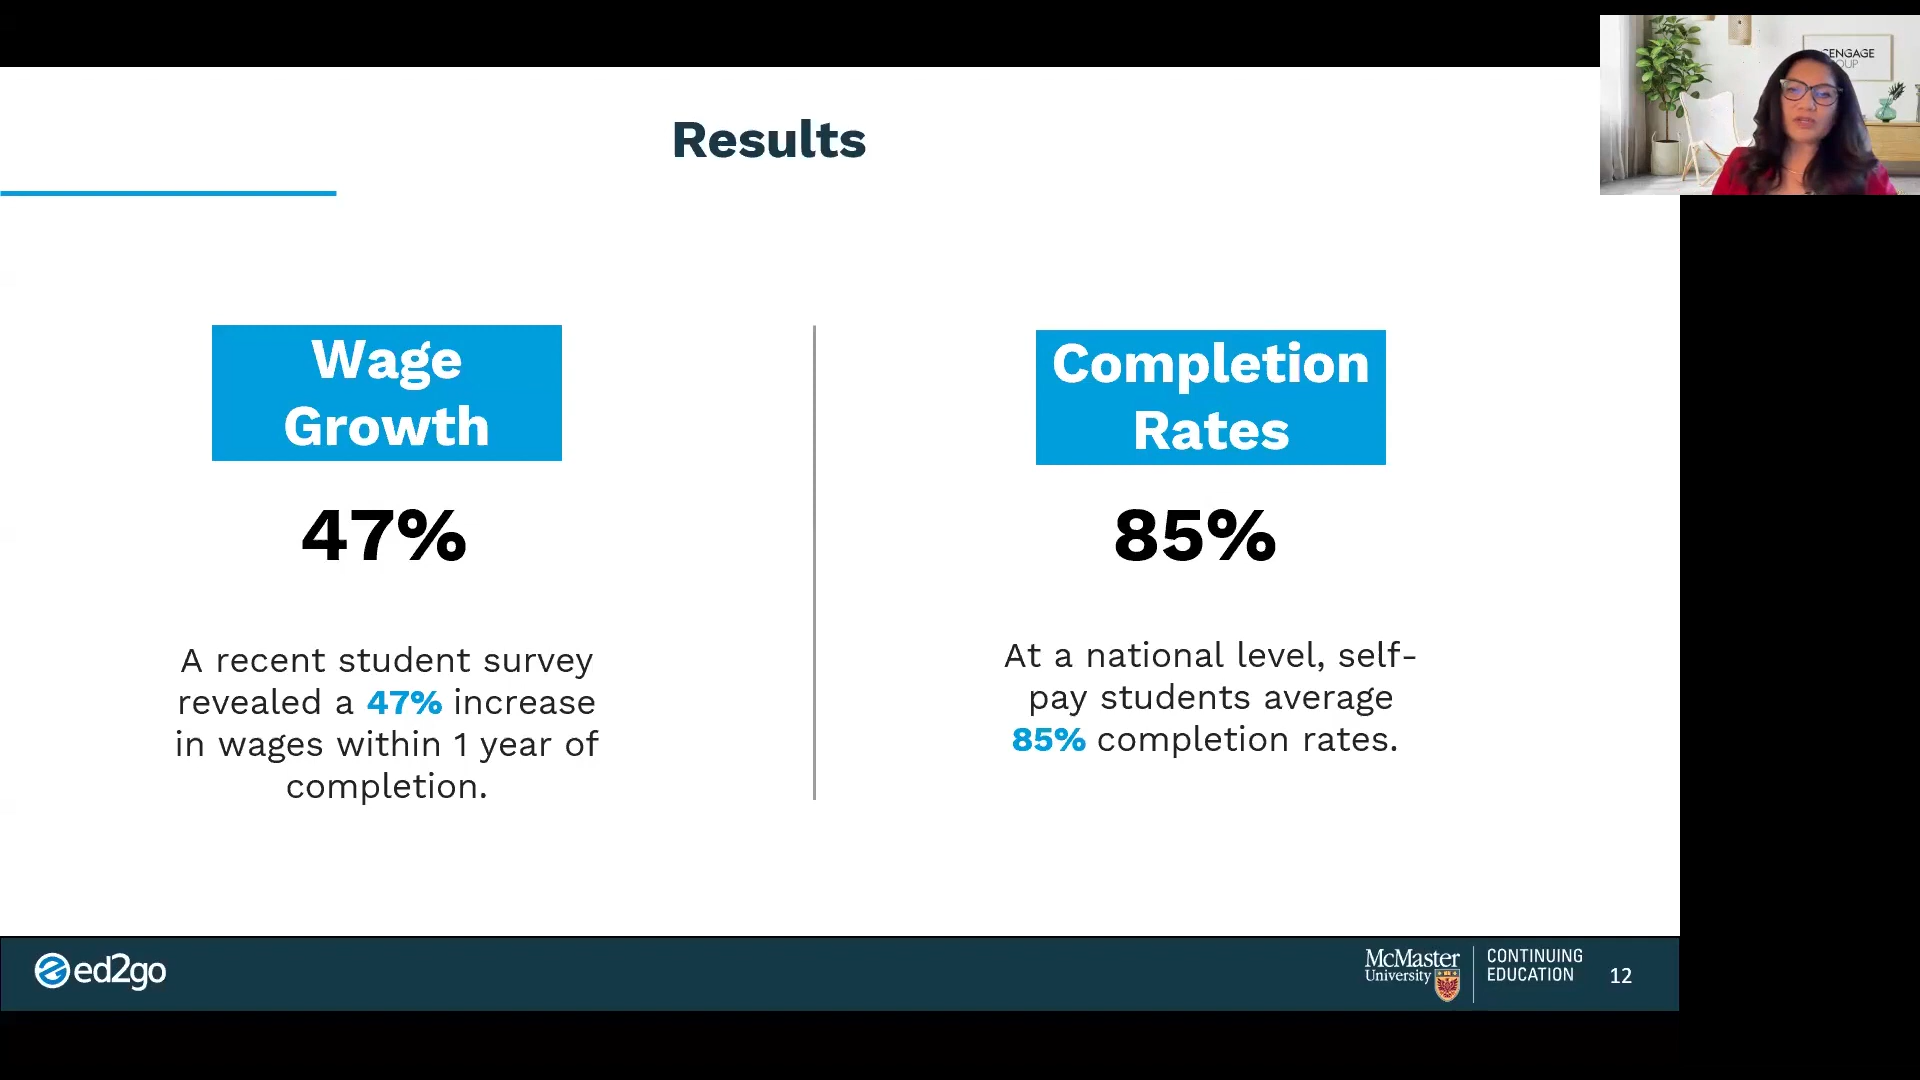 Results
Wage
Growth
47%
A recent student survey
revealed a 47% increase
in wages within 1 year of
completion.
Completion
Rates
85%
At a national level, self-
pay students average
85% completion rates.
ed2go
McMaster
University
CONTINUING
EDUCATION
12
CENGAGE